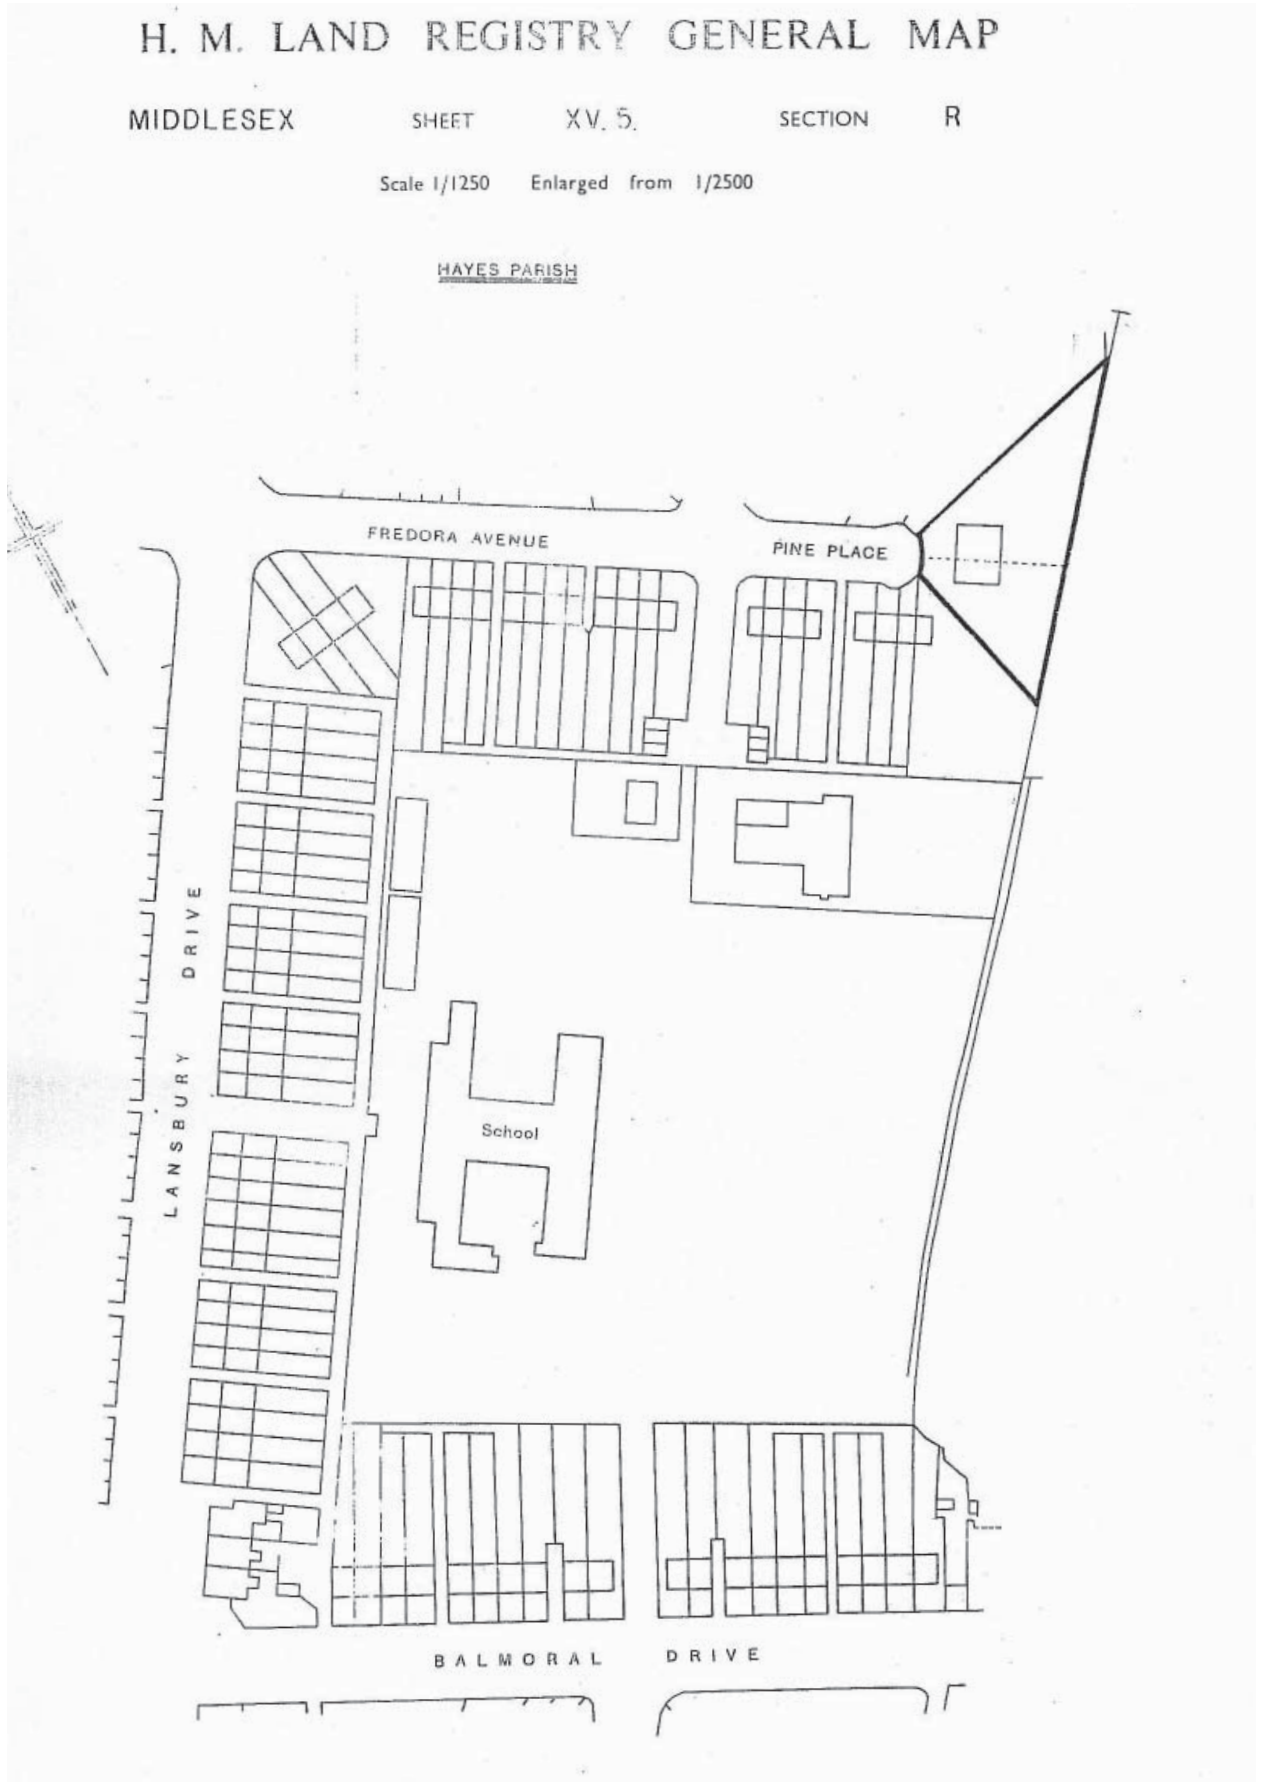 H. M. LAND REGISTRY GENERAL MAP
MIDDLESEX SHEET XV. 5. SECTION R
Scale 1/1250 Enlarged from 1/2500
HAYES PARISH
FREDORA AVENUE
PINE PLACE
LANSBURY DRIVE
School
BALMORAL DRIVE